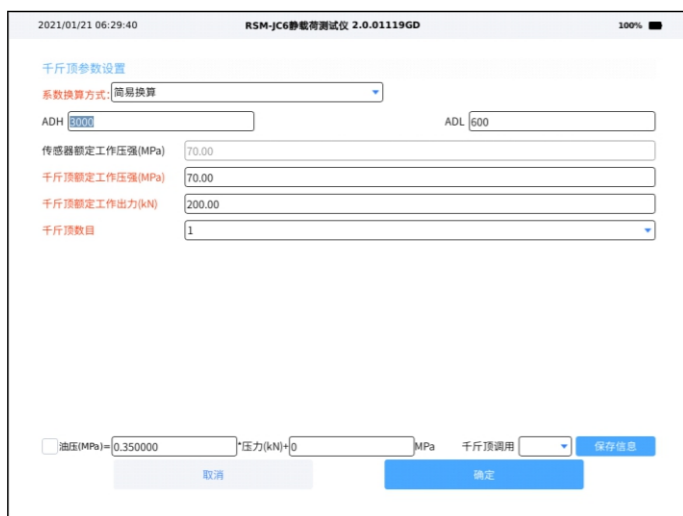 2021/01/21 06:29:40 RSM-JC6静载荷测试仪 2.0.01119GD 100%
千斤顶参数设置
系数换算方式: 简易换算
ADH 3000 ADL 600
传感器额定工作压强(MPa) 70.00
千斤顶额定工作压强(MPa) 70.00
千斤顶额定工作出力(kN) 200.00
千斤顶数目 1
油压(MPa)= 0.350000 *压力(kN)+ 0 MPa 千斤顶调用 保存信息
取消 确定